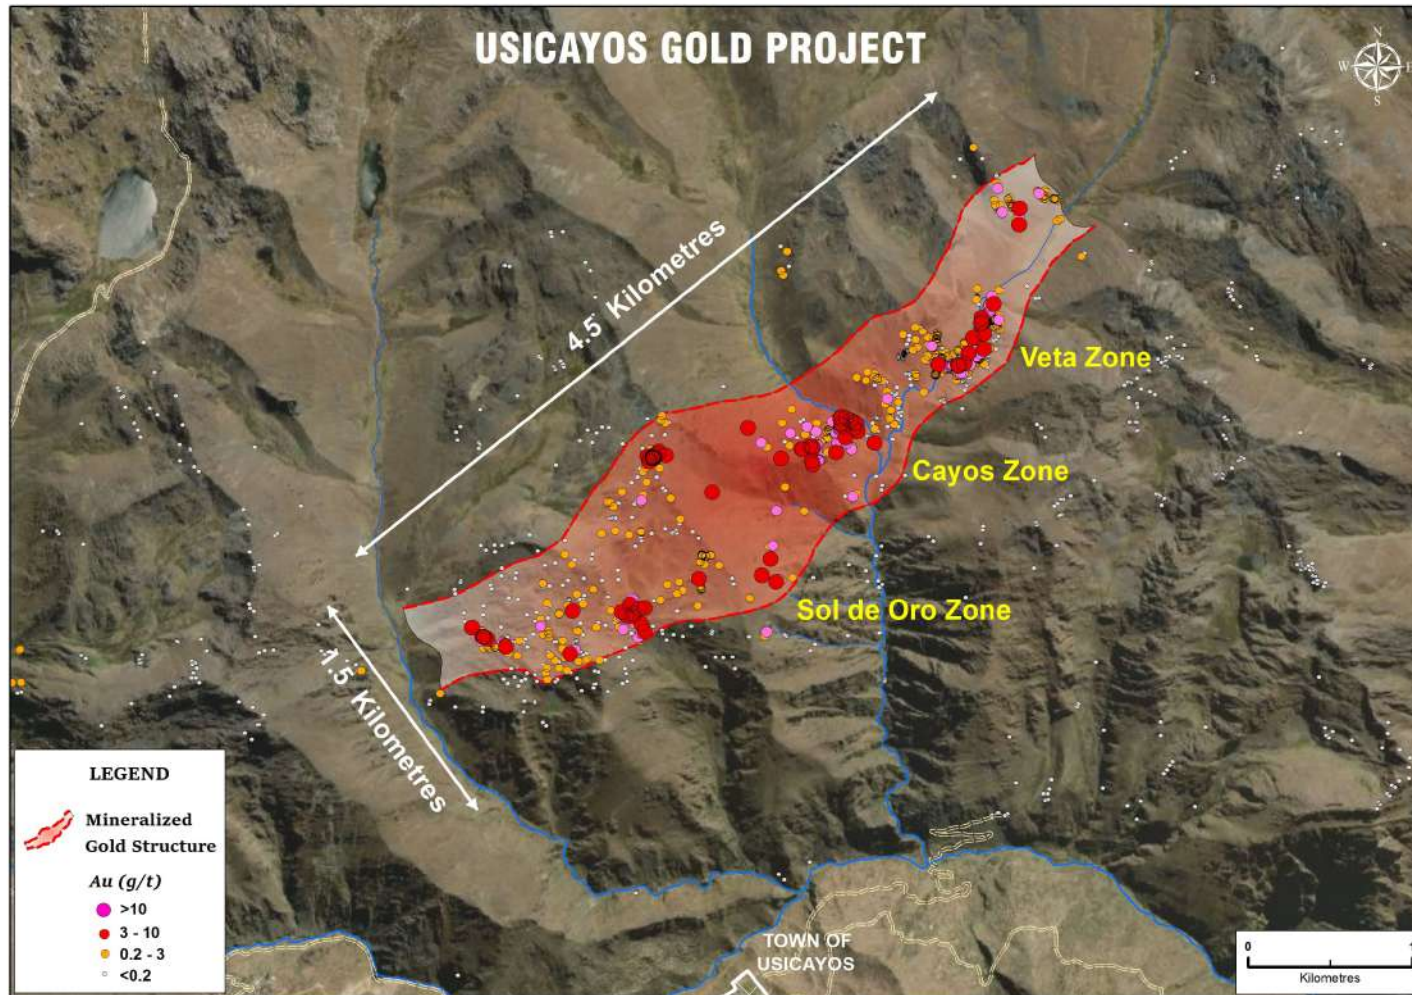 USICAYOS GOLD PROJECT
N
W
E
S
4.5 Kilometres
Veta Zone
Cayos Zone
Sol de Oro Zone
1.5 Kilometres
LEGEND
Mineralized
Gold Structure
Au (g/t)
>10
3 - 10
0.2 - 3
<0.2
TOWN OF
USICAYOS
0 1
Kilometres